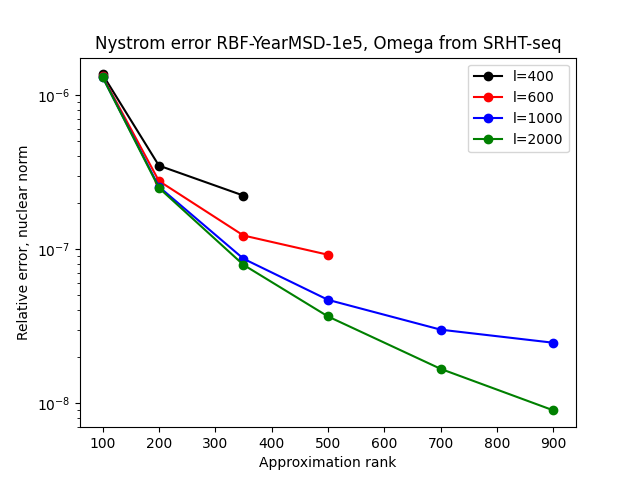 Nystrom error RBF-YearMSD-1e5, Omega from SRHT-seq
l=400
l=600
l=1000
l=2000
Relative error, nuclear norm
10⁻⁶
10⁻⁷
10⁻⁸
100 200 300 400 500 600 700 800 900
Approximation rank